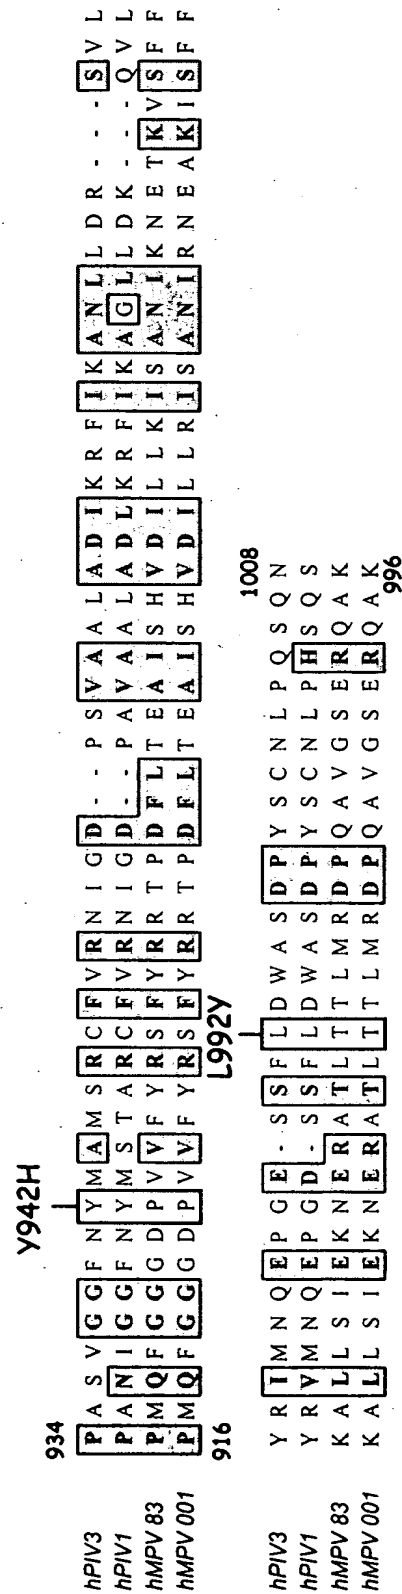 Y942H
934
hPIV3 P A S V G G F N Y M A M S R C F V R N I G D - - P S V A A L A D I K R F I K A N L L D R - - - S V L
hPIV1 P A N I G G F N Y M S T A R C F V R N I G D - - P A V A A L A D L K R F I K A G L L D K - - - Q V L
hMPV 83 P M Q F G G G D P V V F Y R S F Y R R T P D F L T E A I S H V D I L L K I S A N I K N E T K V S F F
hMPV 001 P M Q F G G G D P V V F Y R S F Y R R T P D F L T E A I S H V D I L L R I S A N I R N E A K I S F F
916
L992Y
1008
hPIV3 Y R I M N Q E P G E - S S F L D W A S D P Y S C N L P Q S Q N
hPIV1 Y R V M N Q E P G D - S S F L D W A S D P Y S C N L P H S Q S
hMPV 83 K A L L S I E K N E R A T L T T L M R D P Q A V G S E R Q A K
hMPV 001 K A L L S I E K N E R A T L T T L M R D P Q A V G S E R Q A K
996